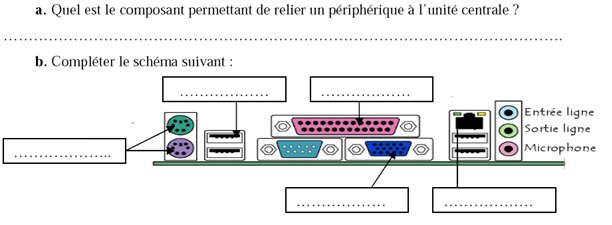 a. Quel est le composant permettant de relier un périphérique à l'unité centrale ?
……………………………………………………………………………………………………………….
b. Compléter le schéma suivant :
………………
………………
Entrée ligne
Sortie ligne
Microphone
………………..
………………
………………